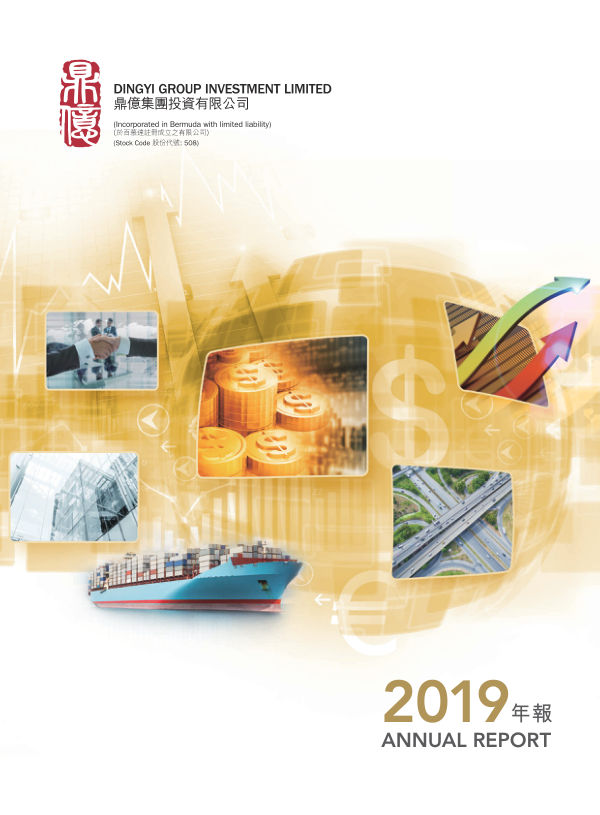 鼎億
DINGYI GROUP INVESTMENT LIMITED
鼎億集團投資有限公司
(Incorporated in Bermuda with limited liability)
(於百慕達註冊成立之有限公司)
(Stock Code 股份代號: 508)
$
€
2019年報
ANNUAL REPORT